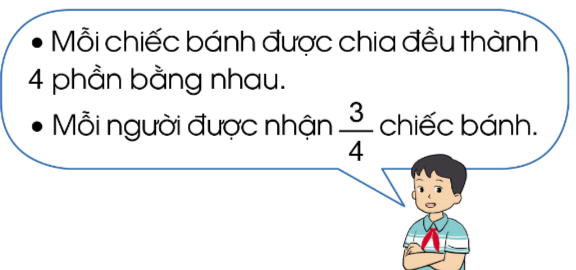 • Mỗi chiếc bánh được chia đều thành
4 phần bằng nhau.
• Mỗi người được nhận 3/4 chiếc bánh.